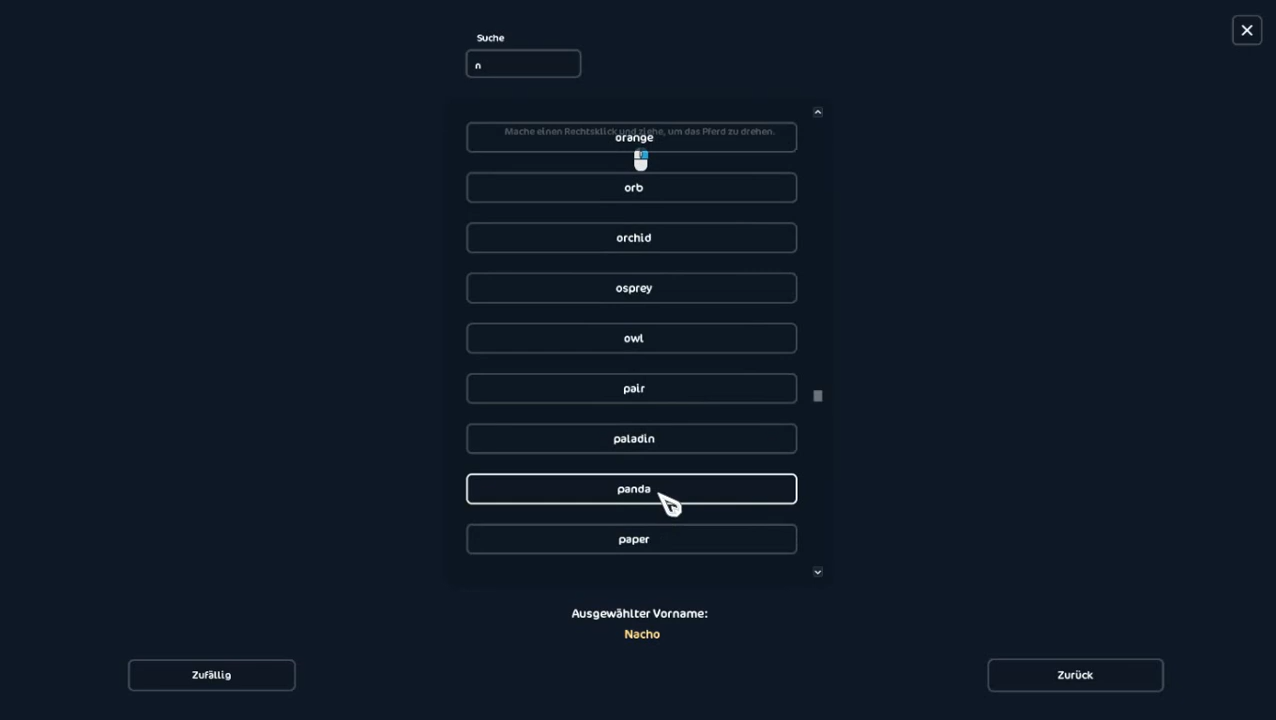 Suche
n
Mache einen Rechtsklick und ziehe, um das Pferd zu drehen.
orange
orb
orchid
osprey
owl
pair
paladin
panda
paper
Ausgewählter Vorname:
Nacho
Zufällig
Zurück